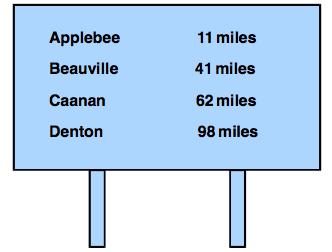 Applebee 11 miles
Beauville 41 miles
Caanan 62 miles
Denton 98 miles